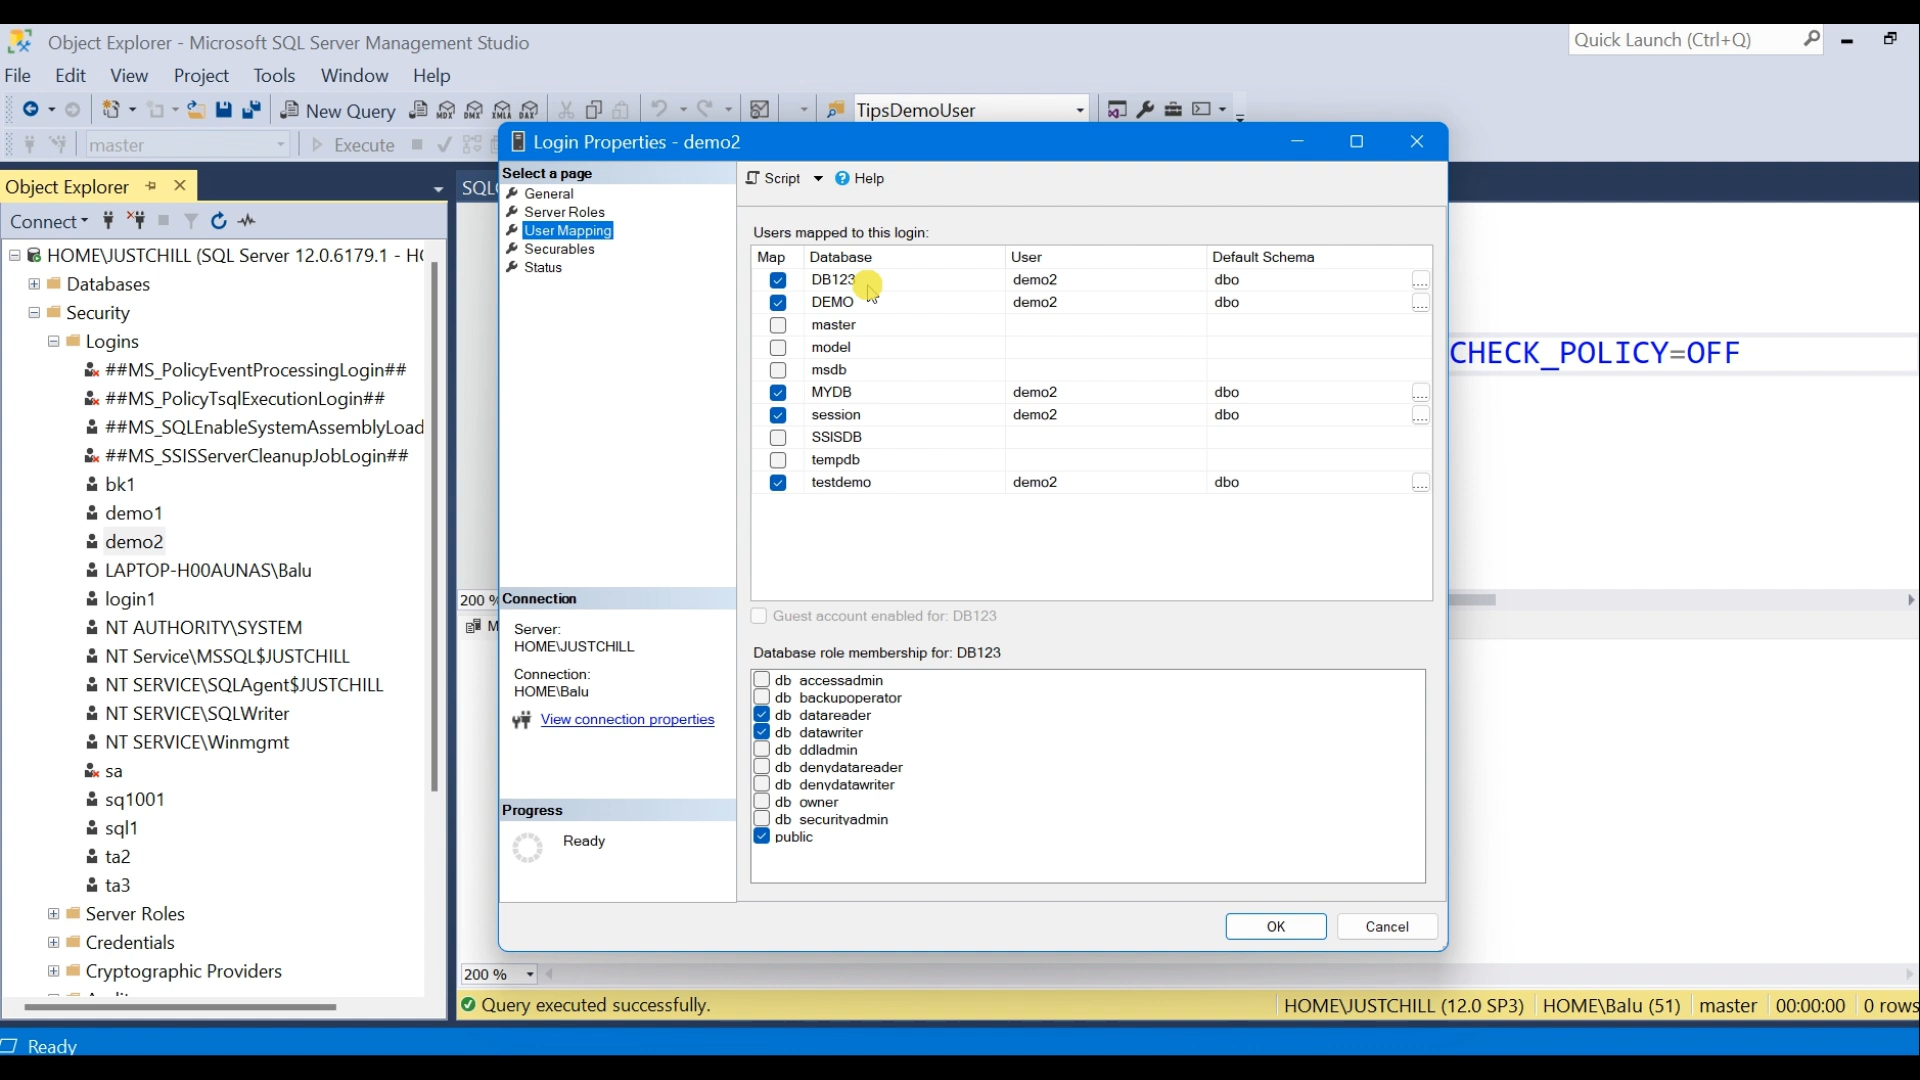 Object Explorer - Microsoft SQL Server Management Studio
Quick Launch (Ctrl+Q)
File Edit View Project Tools Window Help
New Query MDX DMX XMLA DAX TipsDemoUser
master Execute
Object Explorer
Connect
HOME\JUSTCHILL (SQL Server 12.0.6179.1 - H
Databases
Security
Logins
##MS_PolicyEventProcessingLogin##
##MS_PolicyTsqlExecutionLogin##
##MS_SQLEnableSystemAssemblyLoad
##MS_SSISServerCleanupJobLogin##
bk1
demo1
demo2
LAPTOP-H00AUNAS\Balu
login1
NT AUTHORITY\SYSTEM
NT Service\MSSQL$JUSTCHILL
NT SERVICE\SQLAgent$JUSTCHILL
NT SERVICE\SQLWriter
NT SERVICE\Winmgmt
sa
sq1001
sql1
ta2
ta3
Server Roles
Credentials
Cryptographic Providers
SQL
CHECK_POLICY=OFF
200 %
M
Login Properties - demo2
Select a page
General
Server Roles
User Mapping
Securables
Status
Connection
Server:
HOME\JUSTCHILL
Connection:
HOME\Balu
View connection properties
Progress
Ready
Script Help
Users mapped to this login:
Map Database User Default Schema
DB123 demo2 dbo ...
DEMO demo2 dbo ...
master
model
msdb
MYDB demo2 dbo ...
session demo2 dbo ...
SSISDB
tempdb
testdemo demo2 dbo ...
Guest account enabled for: DB123
Database role membership for: DB123
db_accessadmin
db_backupoperator
db_datareader
db_datawriter
db_ddladmin
db_denydatareader
db_denydatawriter
db_owner
db_securityadmin
public
OK Cancel
200 %
Query executed successfully. HOME\JUSTCHILL (12.0 SP3) HOME\Balu (51) master 00:00:00 0 rows
Ready